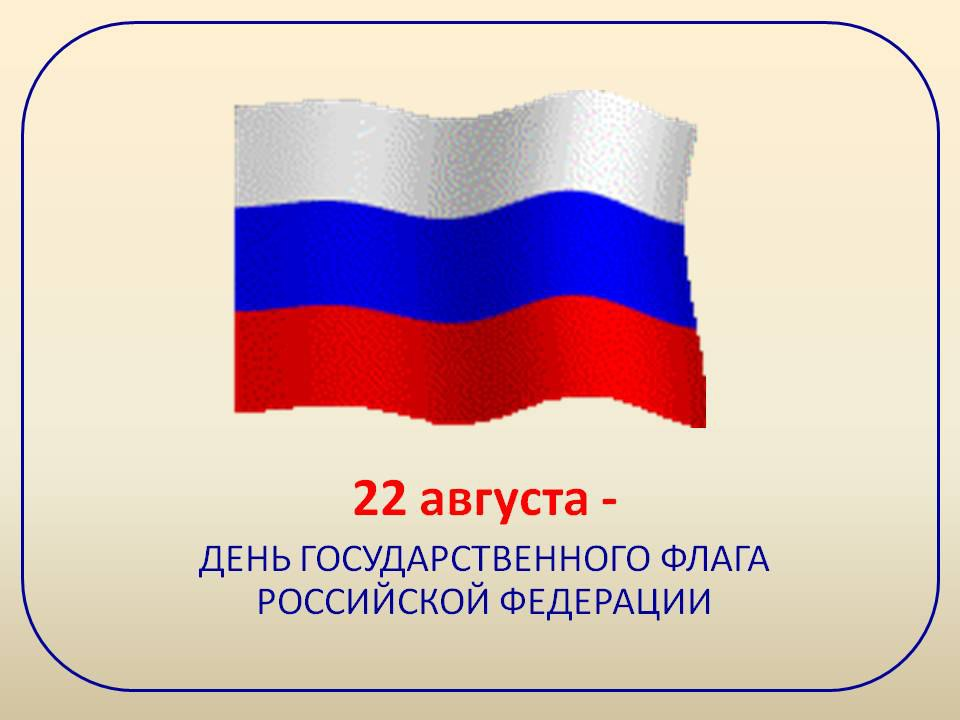 22 августа -
ДЕНЬ ГОСУДАРСТВЕННОГО ФЛАГА
РОССИЙСКОЙ ФЕДЕРАЦИИ